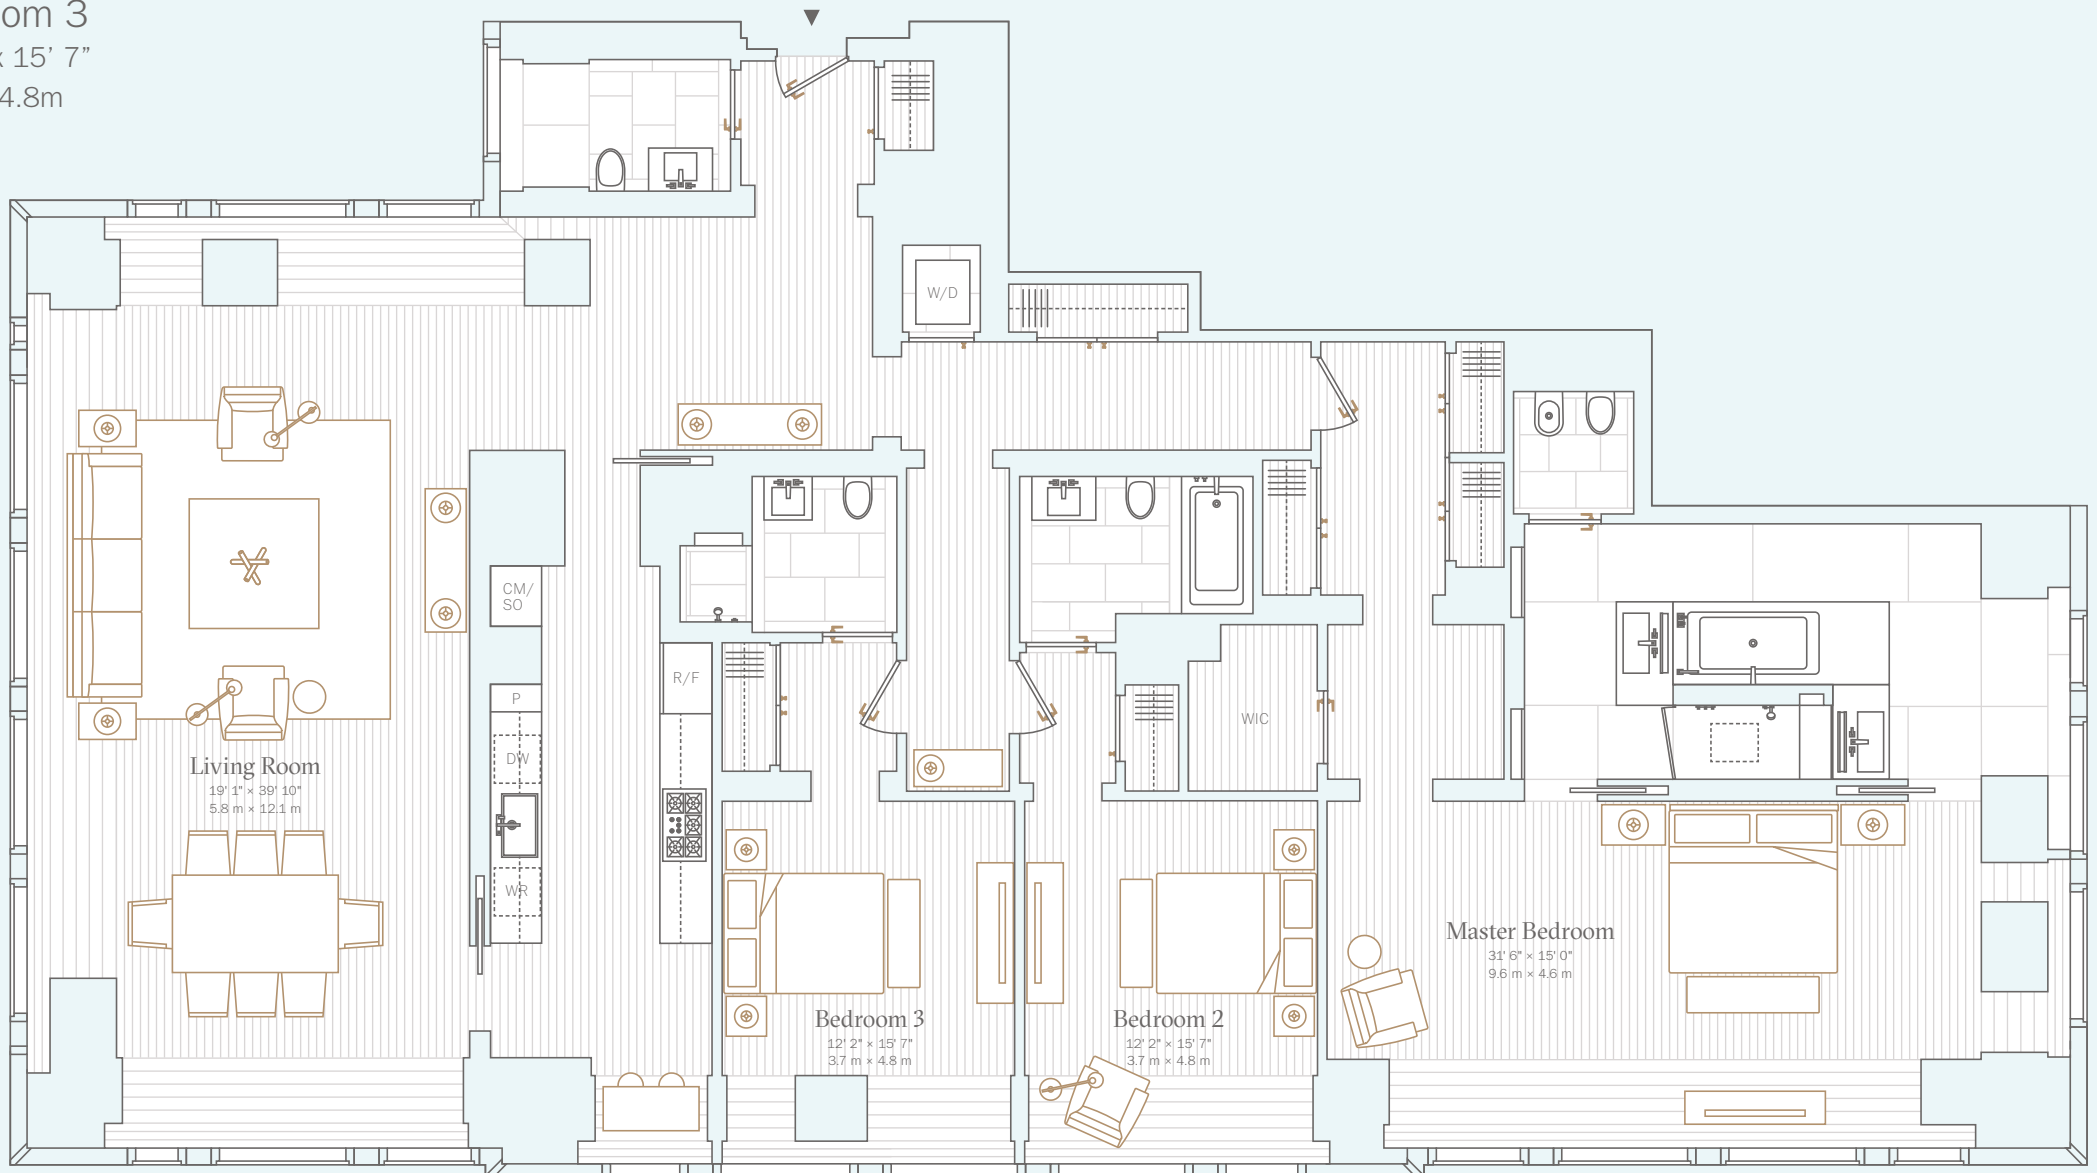 om 3
x 15’ 7”
4.8m
W/D
CM/
SO
R/F
P
WIC
DW
Living Room
19' 1" × 39' 10"
5.8 m × 12.1 m
WR
Master Bedroom
31' 6" × 15' 0"
9.6 m × 4.6 m
Bedroom 3
12' 2" × 15' 7"
3.7 m × 4.8 m
Bedroom 2
12' 2" × 15' 7"
3.7 m × 4.8 m